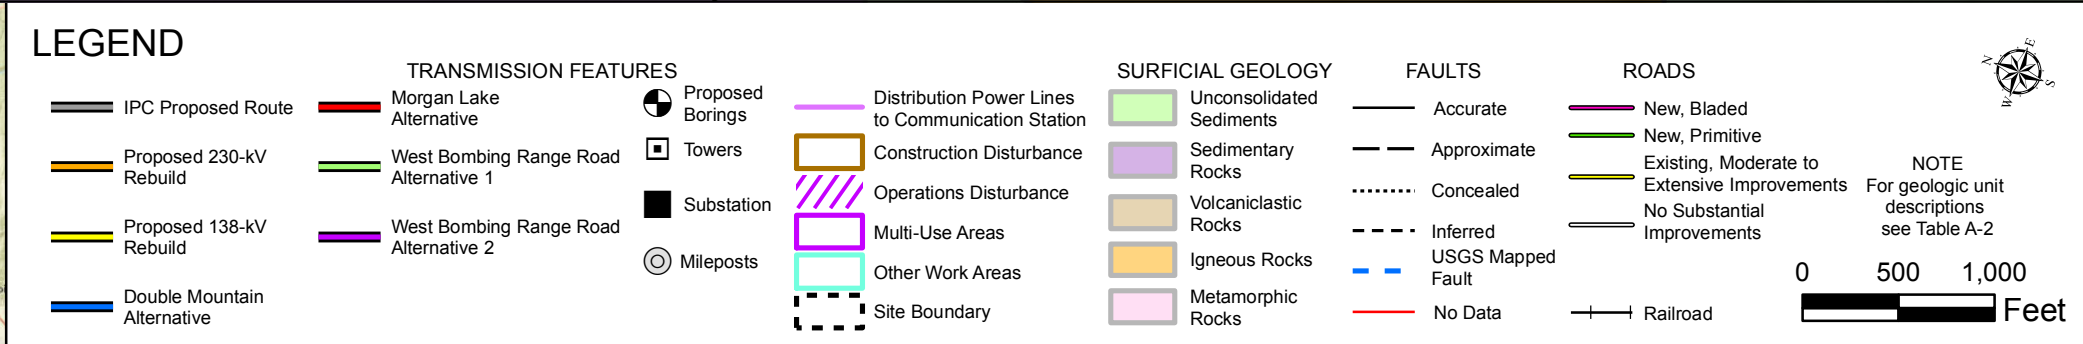 LEGEND
TRANSMISSION FEATURES
IPC Proposed Route
Proposed 230-kV
Rebuild
Proposed 138-kV
Rebuild
Double Mountain
Alternative
Morgan Lake
Alternative
West Bombing Range Road
Alternative 1
West Bombing Range Road
Alternative 2
Proposed
Borings
Towers
Substation
Mileposts
Distribution Power Lines
to Communication Station
Construction Disturbance
Operations Disturbance
Multi-Use Areas
Other Work Areas
Site Boundary
SURFICIAL GEOLOGY
Unconsolidated
Sediments
Sedimentary
Rocks
Volcaniclastic
Rocks
Igneous Rocks
Metamorphic
Rocks
FAULTS
Accurate
Approximate
Concealed
Inferred
USGS Mapped
Fault
No Data
ROADS
New, Bladed
New, Primitive
Existing, Moderate to
Extensive Improvements
No Substantial
Improvements
Railroad
N E
W S
NOTE
For geologic unit
descriptions
see Table A-2
0 500 1,000
Feet